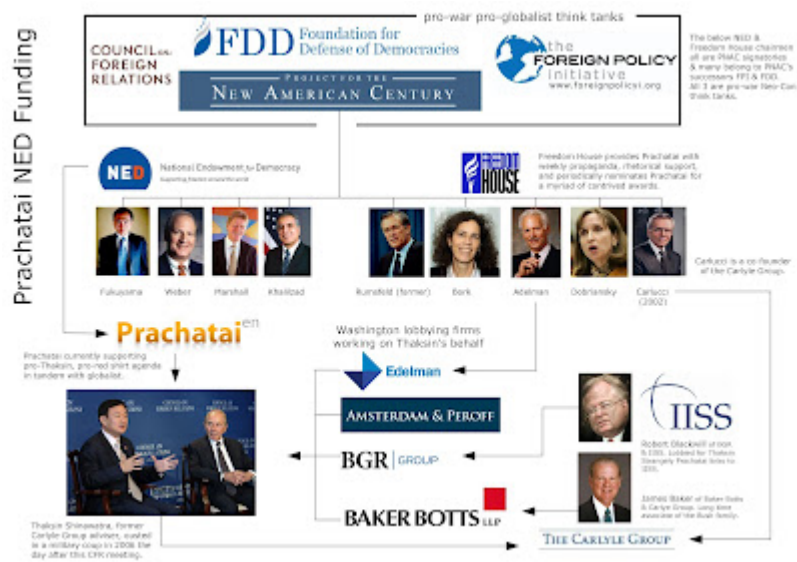 pro-war pro-globalist think tanks
COUNCIL on
FOREIGN
RELATIONS
FDD
Foundation for
Defense of Democracies
PROJECT FOR THE
NEW AMERICAN CENTURY
the
FOREIGN POLICY
initiative
www.foreignpolicyi.org
The below NED &
Freedom House chairmen
all are PNAC signatories
& many belong to PNAC's
successors FPI & FDD.
All 3 are pro-war Neo-Con
think tanks.
Prachatai NED Funding
NED
National Endowment for Democracy
Supporting freedom around the world
FREEDOM
HOUSE
Freedom House provides Prachatai with
weekly propaganda, rhetorical support,
and periodically nominates Prachatai for
a myriad of contrived awards.
Fukuyama
Weber
Marshall
Khalilzad
Rumsfeld (former)
Bork
Adelman
Dobriansky
Carlucci
(2002)
Carlucci is a co-founder
of the Carlyle Group.
Prachatai en
Prachatai currently supporting
pro-Thaksin, pro-red shirt agenda
in tandem with globalist.
Washington lobbying firms
working on Thaksin's behalf
Edelman
AMSTERDAM & PEROFF
BGR GROUP
BAKER BOTTS LLP
IISS
Robert Blackwill of BGR
& IISS. Lobbied for Thaksin
Strangely Prachatai links to
IISS.
James Baker of Baker Botts
& Carlye Group. Long time
associate of the Bush family.
THE CARLYLE GROUP
Thaksin Shinawatra, former
Carlyle Group adviser, ousted
in a military coup in 2006 the
day after this CFR meeting.